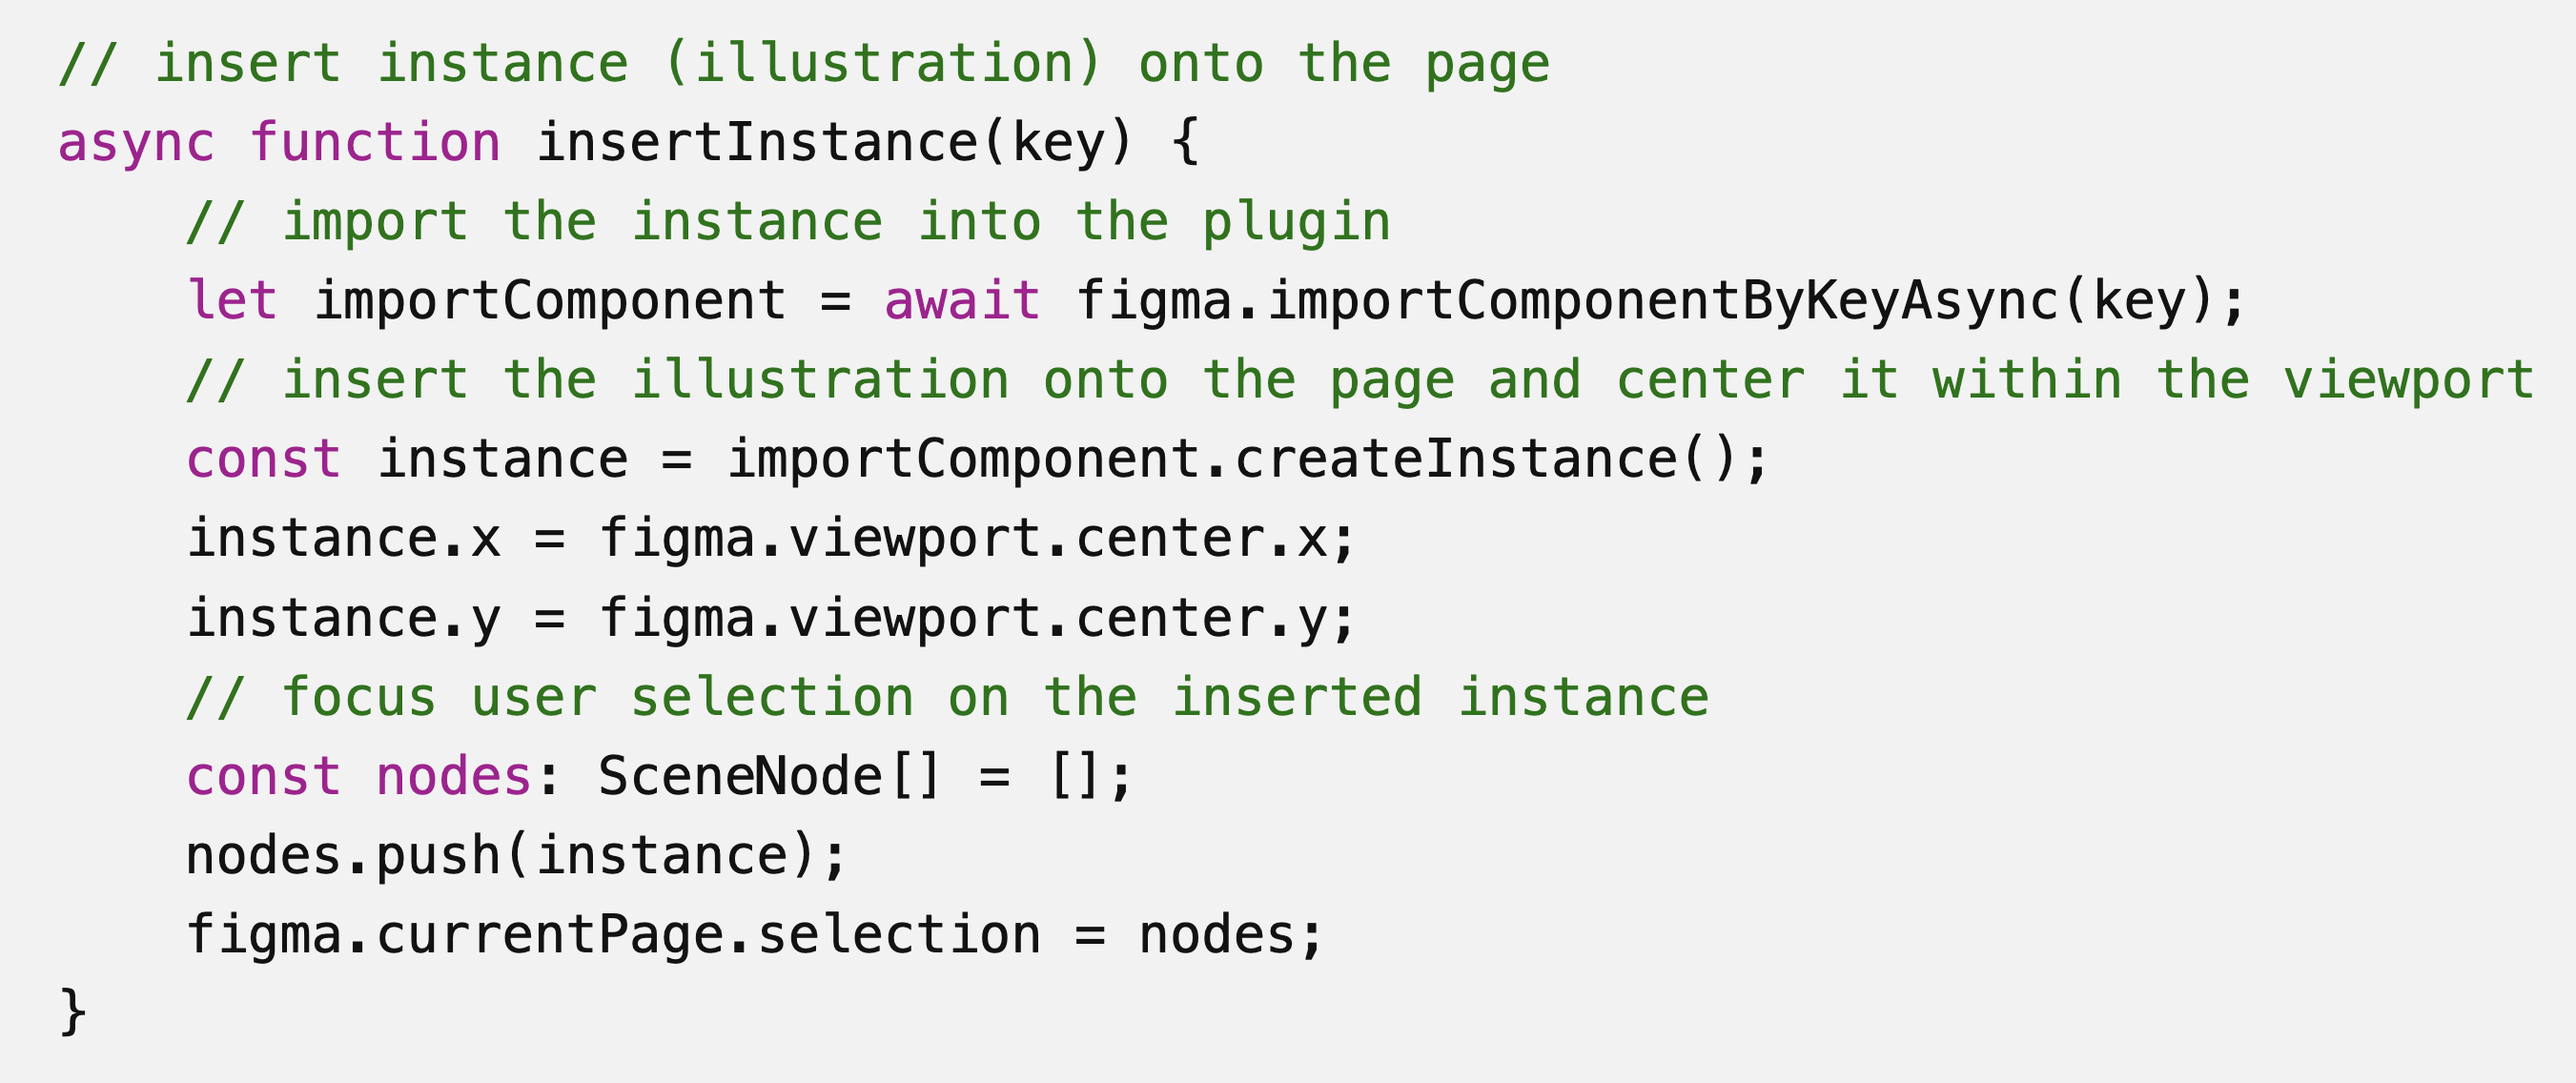 // insert instance (illustration) onto the page
async function insertInstance(key) {
    // import the instance into the plugin
    let importComponent = await figma.importComponentByKeyAsync(key);
    // insert the illustration onto the page and center it within the viewport
    const instance = importComponent.createInstance();
    instance.x = figma.viewport.center.x;
    instance.y = figma.viewport.center.y;
    // focus user selection on the inserted instance
    const nodes: SceneNode[] = [];
    nodes.push(instance);
    figma.currentPage.selection = nodes;
}